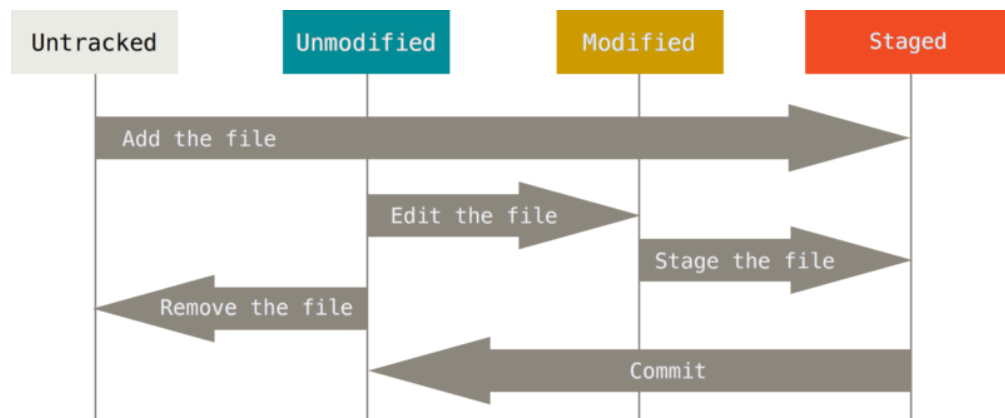 Untracked
Unmodified
Modified
Staged
Add the file
Edit the file
Stage the file
Remove the file
Commit